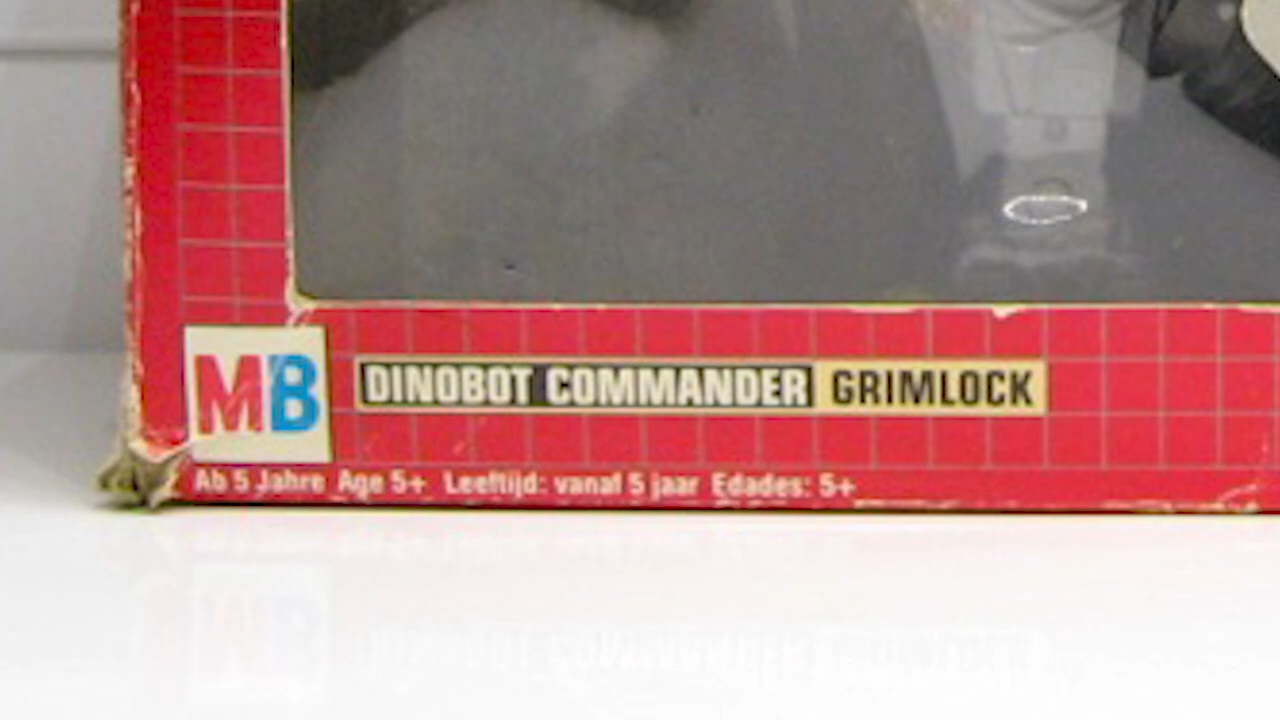 MB
DINOBOT COMMANDER GRIMLOCK
Ab 5 Jahre Age 5+ Leeftijd: vanaf 5 jaar Edades: 5+